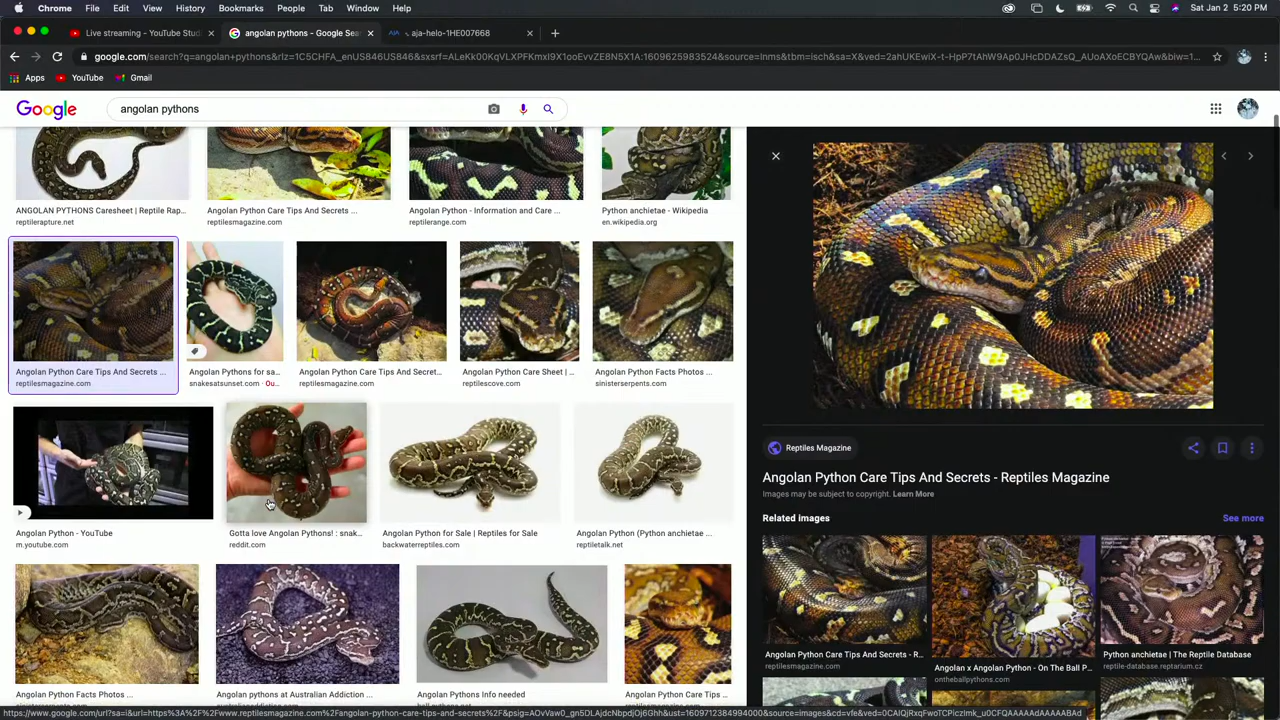 Chrome File Edit View History Bookmarks People Tab Window Help Sat Jan 2 5:20 PM
Live streaming - YouTube Stud × angolan pythons - Google Sea × aja-helo-1HE007668 × +
Apps YouTube Gmail
Google angolan pythons
ANGOLAN PYTHONS Caresheet | Reptile Rap...
reptilerapture.net
Angolan Python Care Tips And Secrets ...
reptilesmagazine.com
Angolan Python - Information and Care ...
reptilerange.com
Python anchietae - Wikipedia
en.wikipedia.org
Angolan Python Care Tips And Secrets ...
reptilesmagazine.com
Angolan Pythons for sa...
snakesatsunset.com · Ou...
Angolan Python Care Tips And Secret...
reptilesmagazine.com
Angolan Python Care Sheet | ...
reptilescove.com
Angolan Python Facts Photos ...
sinisterserpents.com
Angolan Python - YouTube
m.youtube.com
Gotta love Angolan Pythons! : snak...
reddit.com
Angolan Python for Sale | Reptiles for Sale
backwaterreptiles.com
Angolan Python (Python anchietae ...
reptiletalk.net
Angolan Python Facts Photos ...
Angolan pythons at Australian Addiction ...
Angolan Pythons Info needed
Angolan Python Care Tips ...
Reptiles Magazine
Angolan Python Care Tips And Secrets - Reptiles Magazine
Images may be subject to copyright. Learn More
Related images See more
Angolan Python Care Tips And Secrets - R...
reptilesmagazine.com
Angolan x Angolan Python - On The Ball P...
ontheballpythons.com
Python anchietae | The Reptile Database
reptile-database.reptarium.cz